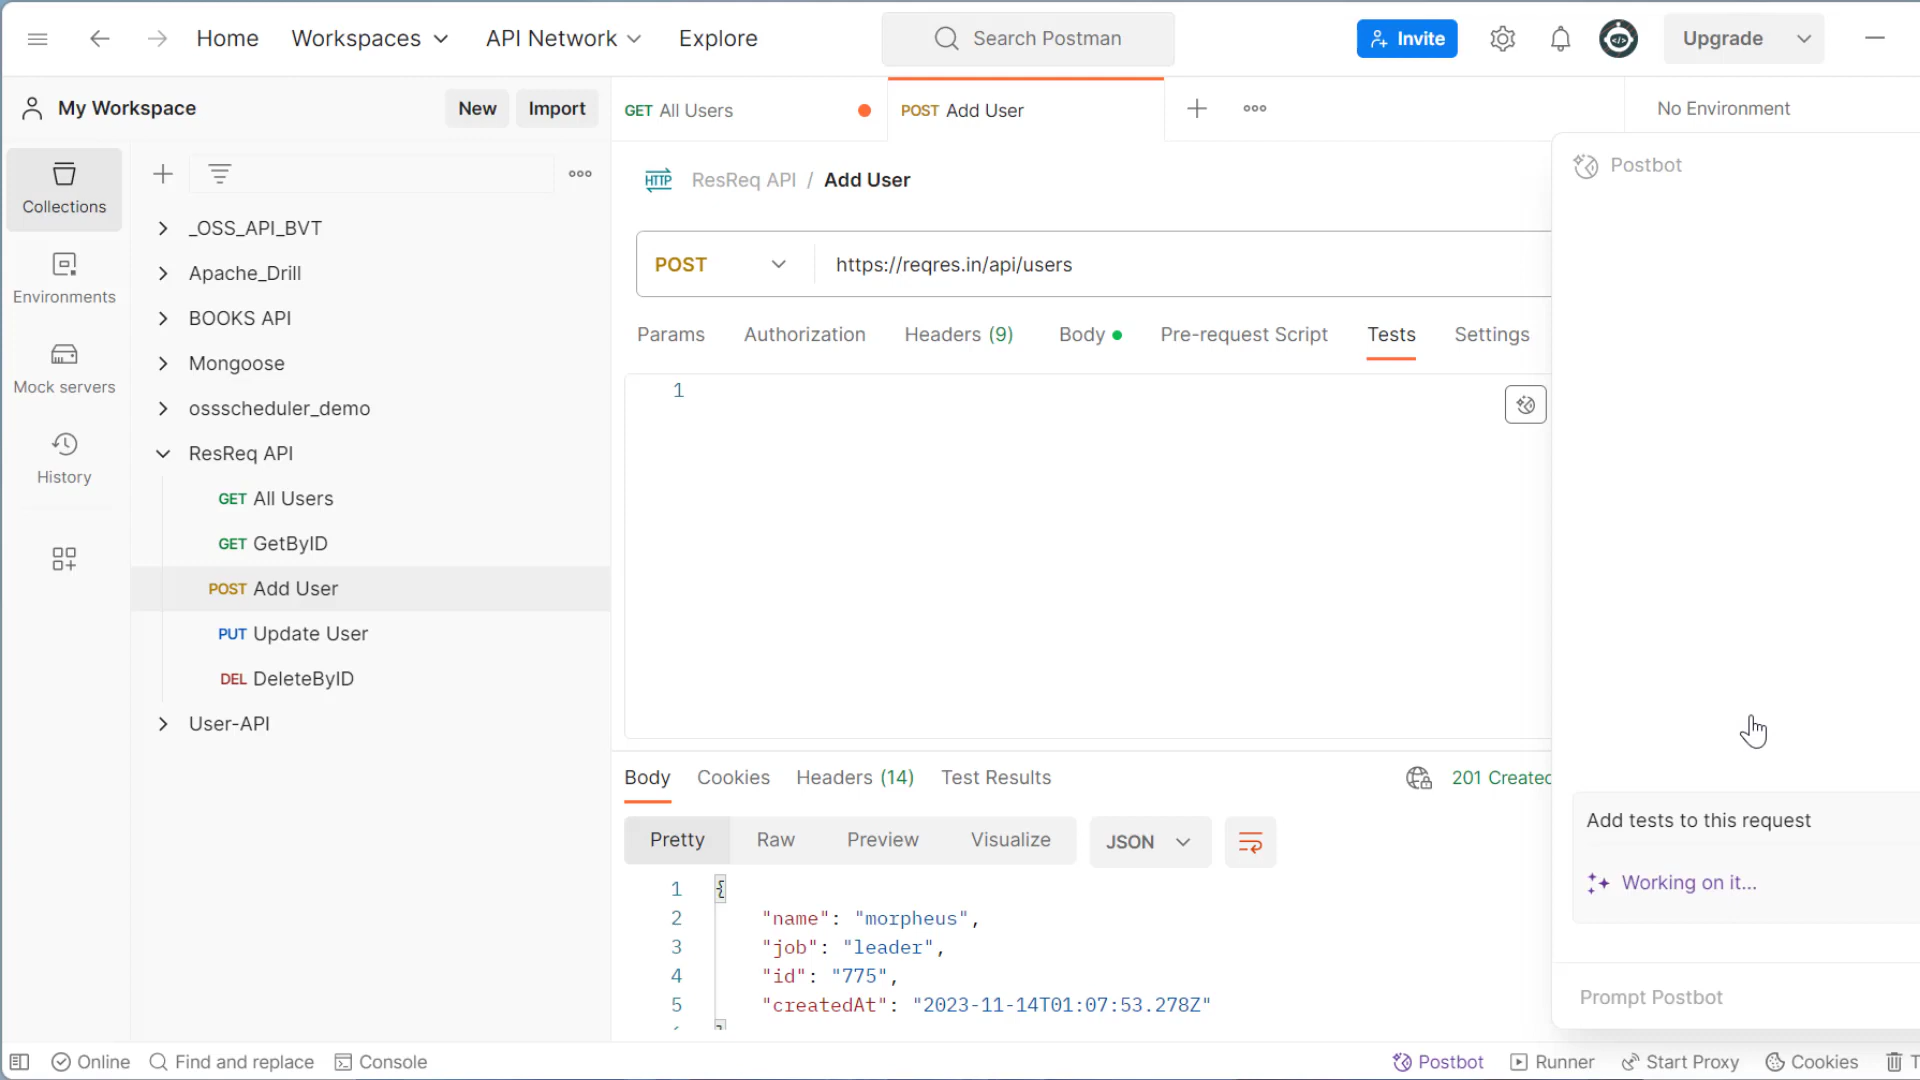 Home Workspaces API Network Explore Search Postman Invite Upgrade
My Workspace New Import GET All Users POST Add User No Environment
Postbot
Collections
HTTP ResReq API / Add User
_OSS_API_BVT
POST https://reqres.in/api/users
Environments
Apache_Drill
BOOKS API
Params Authorization Headers (9) Body Pre-request Script Tests Settings
Mongoose
Mock servers
1
ossscheduler_demo
ResReq API
History
GET All Users
GET GetByID
POST Add User
PUT Update User
DEL DeleteByID
User-API
Body Cookies Headers (14) Test Results 201 Created
Add tests to this request
Pretty Raw Preview Visualize JSON
Working on it...
1 {
2 "name": "morpheus",
3 "job": "leader",
4 "id": "775",
5 "createdAt": "2023-11-14T01:07:53.278Z"
Prompt Postbot
Online Find and replace Console Postbot Runner Start Proxy Cookies T